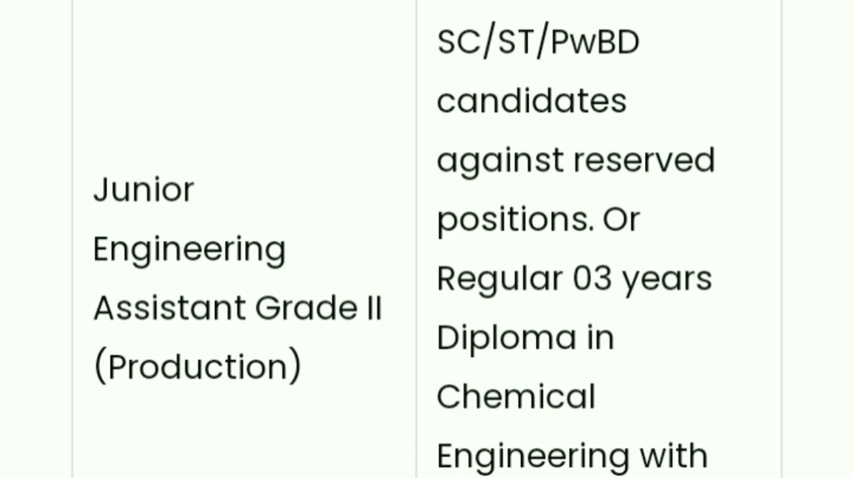 Junior
Engineering
Assistant Grade II
(Production)
SC/ST/PwBD
candidates
against reserved
positions. Or
Regular 03 years
Diploma in
Chemical
Engineering with